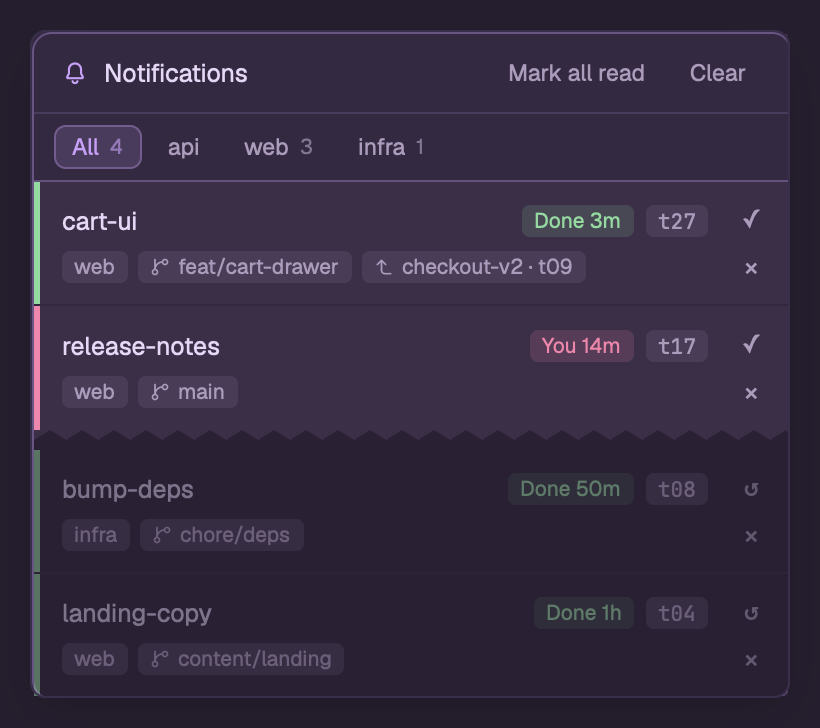 Notifications Mark all read Clear
All 4 api web 3 infra 1
cart-ui Done 3m t27 ✓
web feat/cart-drawer checkout-v2 · t09 ×
release-notes You 14m t17 ✓
web main ×
bump-deps Done 50m t08 ↺
infra chore/deps ×
landing-copy Done 1h t04 ↺
web content/landing ×